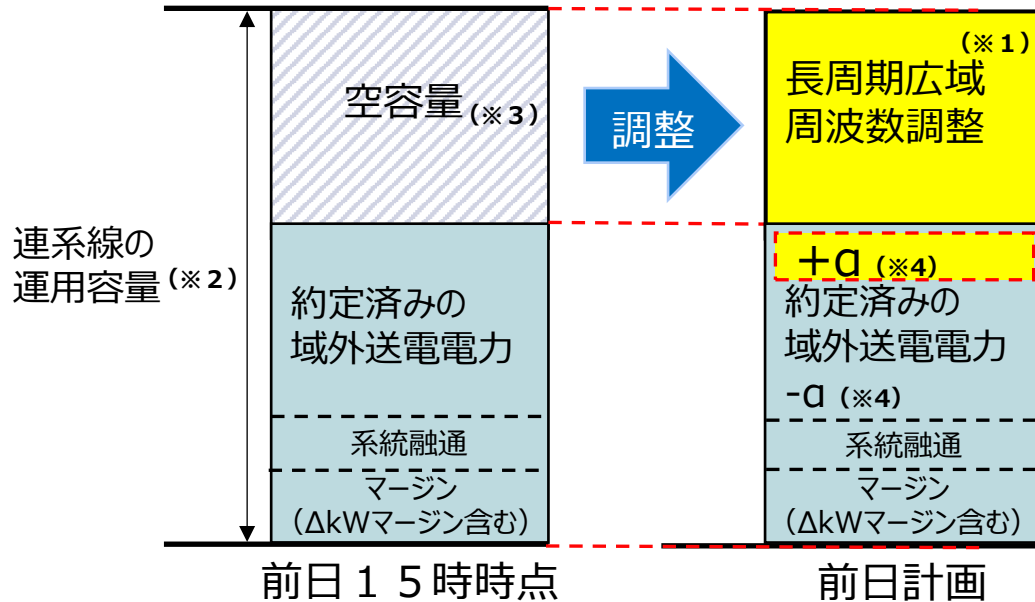 連系線の
運用容量(※2)
空容量(※3)
約定済みの
域外送電電力
系統融通
マージン
(ΔkWマージン含む)
前日15時時点
調整
(※1)
長周期広域
周波数調整
+α (※4)
約定済みの
域外送電電力
-α (※4)
系統融通
マージン
(ΔkWマージン含む)
前日計画